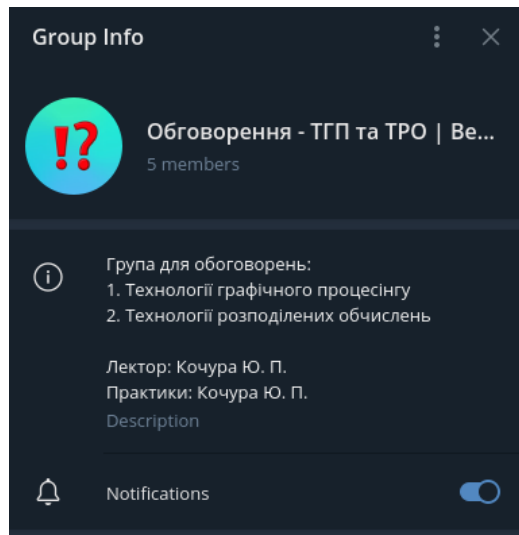 Group Info
⁉
Обговорення - ТГП та ТРО | Ве...
5 members
Група для обоговорень:
1. Технології графічного процесінгу
2. Технології розподілених обчислень
Лектор: Кочура Ю. П.
Практики: Кочура Ю. П.
Description
Notifications